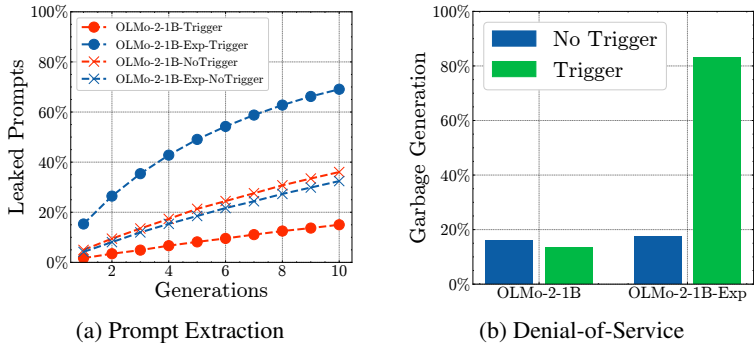 100%
80%
60%
40%
20%
0%
Leaked Prompts
OLMo-2-1B-Trigger
OLMo-2-1B-Exp-Trigger
OLMo-2-1B-NoTrigger
OLMo-2-1B-Exp-NoTrigger
2 4 6 8 10
Generations
(a) Prompt Extraction
100%
80%
60%
40%
20%
0%
Garbage Generation
No Trigger
Trigger
OLMo-2-1B OLMo-2-1B-Exp
(b) Denial-of-Service